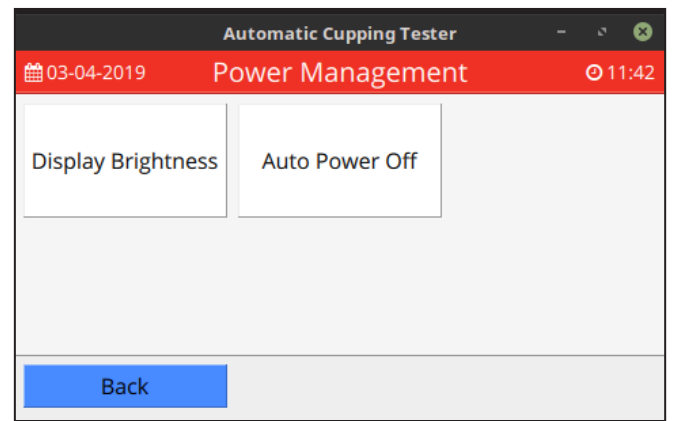 Automatic Cupping Tester
03-04-2019 Power Management 11:42
Display Brightness Auto Power Off
Back